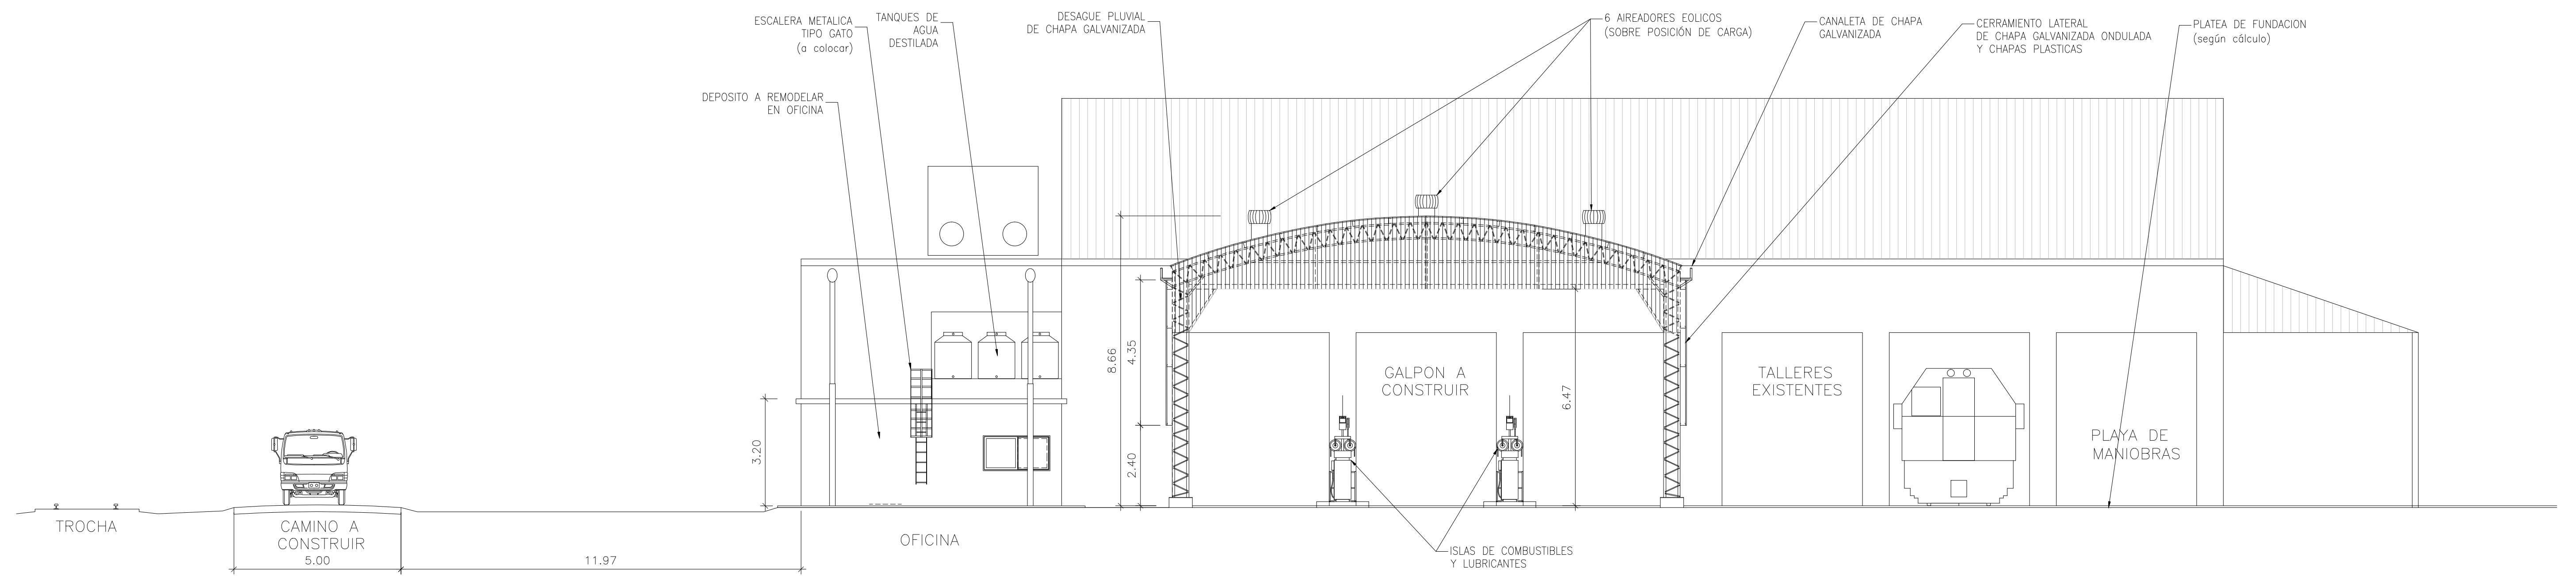 ESCALERA METALICA
TIPO GATO
(a colocar)
TANQUES DE
AGUA
DESTILADA
DESAGUE PLUVIAL
DE CHAPA GALVANIZADA
6 AIREADORES EOLICOS
(SOBRE POSICIÓN DE CARGA)
CANALETA DE CHAPA
GALVANIZADA
CERRAMIENTO LATERAL
DE CHAPA GALVANIZADA ONDULADA
Y CHAPAS PLASTICAS
PLATEA DE FUNDACION
(según cálculo)
DEPOSITO A REMODELAR
EN OFICINA
8.66
4.35
6.47
3.20
2.40
GALPON A
CONSTRUIR
TALLERES
EXISTENTES
PLAYA DE
MANIOBRAS
TROCHA
CAMINO A
CONSTRUIR
5.00
11.97
OFICINA
ISLAS DE COMBUSTIBLES
Y LUBRICANTES